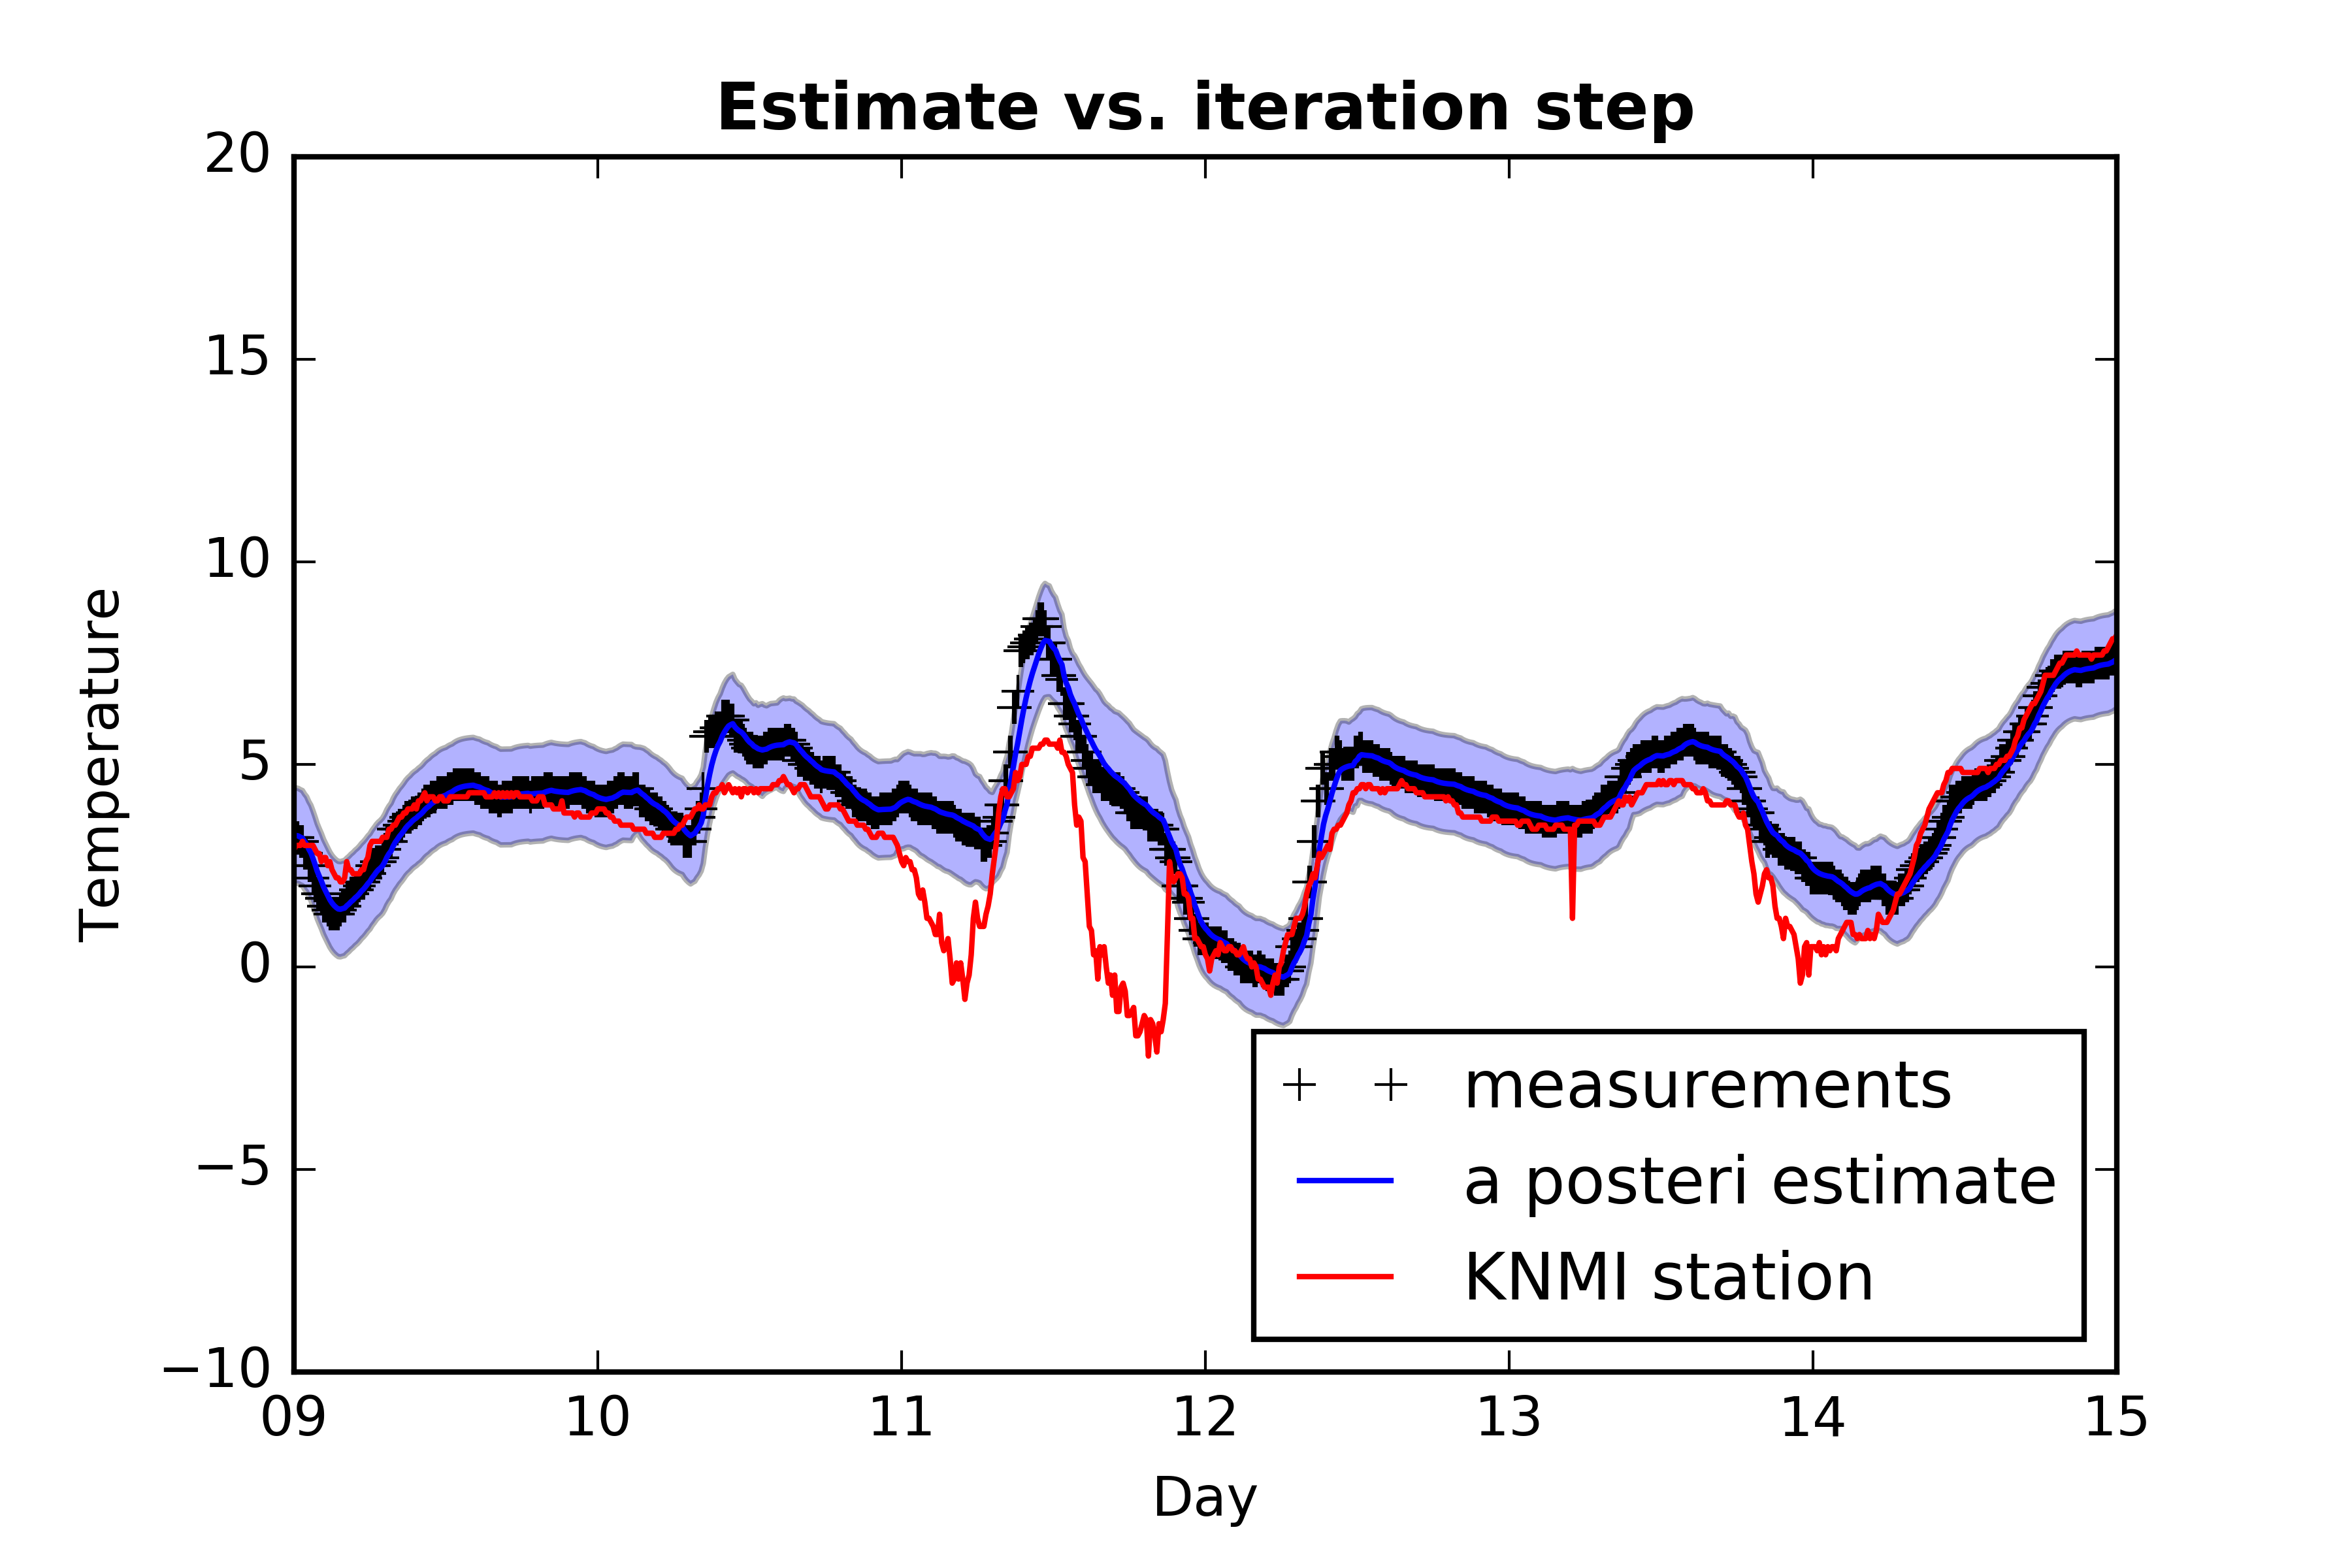 Estimate vs. iteration step
20
15
10
5
0
−5
−10
Temperature
measurements
a posteri estimate
KNMI station
09 10 11 12 13 14 15
Day